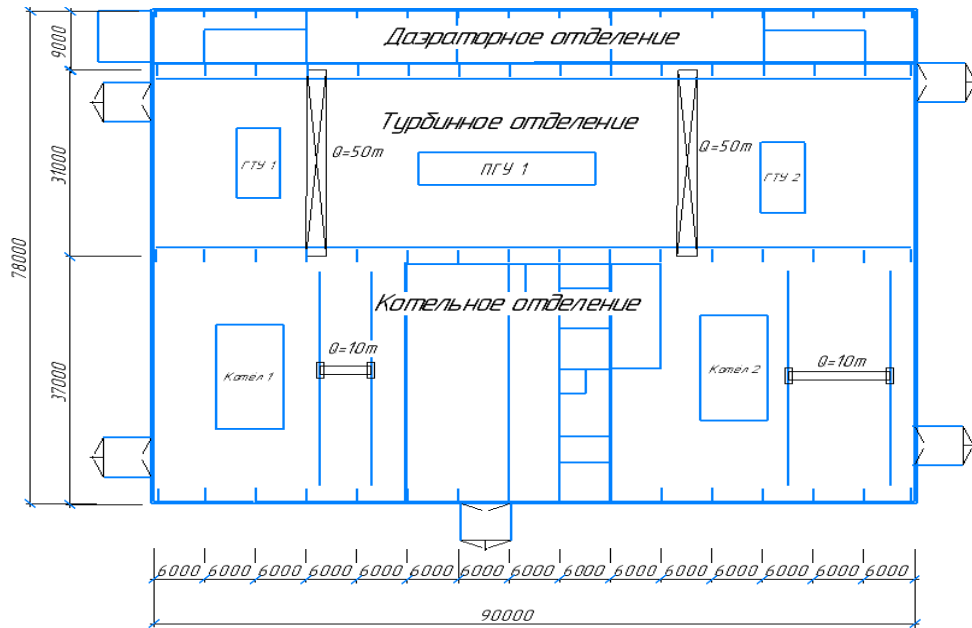 Даэраторное отделение
9000
Турбинное отделение
Q=50т
Q=50т
ГТУ 1
ПГУ 1
ГТУ 2
31000
78000
Котельное отделение
Q=10т
Q=10т
Котел 1
Котел 2
37000
6000 6000 6000 6000 6000 6000 6000 6000 6000 6000 6000 6000 6000 6000 6000
90000